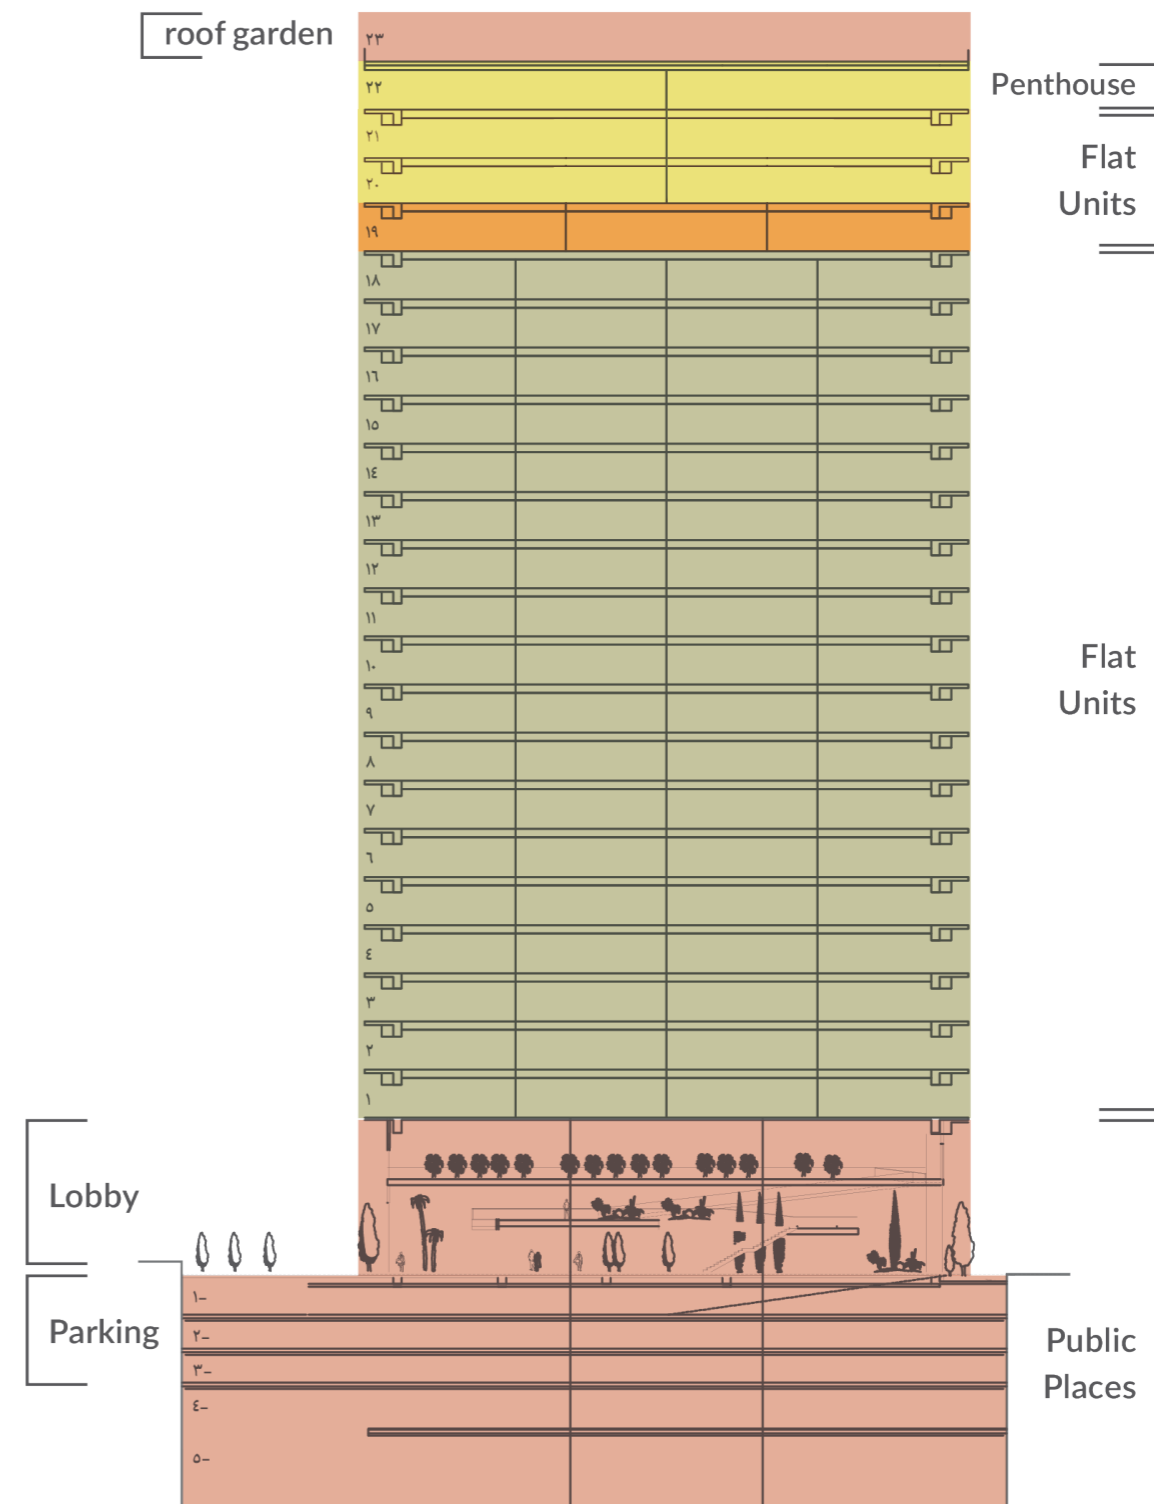 roof garden
٢٣
٢٢
Penthouse
٢١
Flat
Units
٢٠
١٩
١٨
١٧
١٦
١٥
١٤
١٣
١٢
١١
١٠
Flat
Units
٩
٨
٧
٦
٥
٤
٣
٢
١
Lobby
١-
Parking
٢-
٣-
Public
Places
٤-
٥-